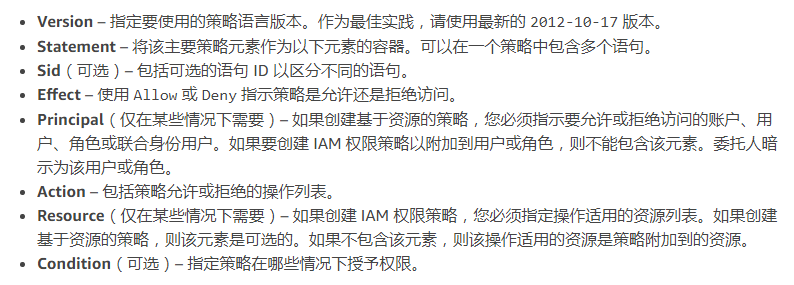 • Version – 指定要使用的策略语言版本。作为最佳实践，请使用最新的 2012-10-17 版本。
• Statement – 将该主要策略元素作为以下元素的容器。可以在一个策略中包含多个语句。
• Sid（可选）– 包括可选的语句 ID 以区分不同的语句。
• Effect – 使用 Allow 或 Deny 指示策略是允许还是拒绝访问。
• Principal（仅在某些情况下需要）– 如果创建基于资源的策略，您必须指示要允许或拒绝访问的账户、用
户、角色或联合身份用户。如果要创建 IAM 权限策略以附加到用户或角色，则不能包含该元素。委托人暗
示为该用户或角色。
• Action – 包括策略允许或拒绝的操作列表。
• Resource（仅在某些情况下需要）– 如果创建 IAM 权限策略，您必须指定操作适用的资源列表。如果创建
基于资源的策略，则该元素是可选的。如果不包含该元素，则该操作适用的资源是策略附加到的资源。
• Condition（可选）– 指定策略在哪些情况下授予权限。